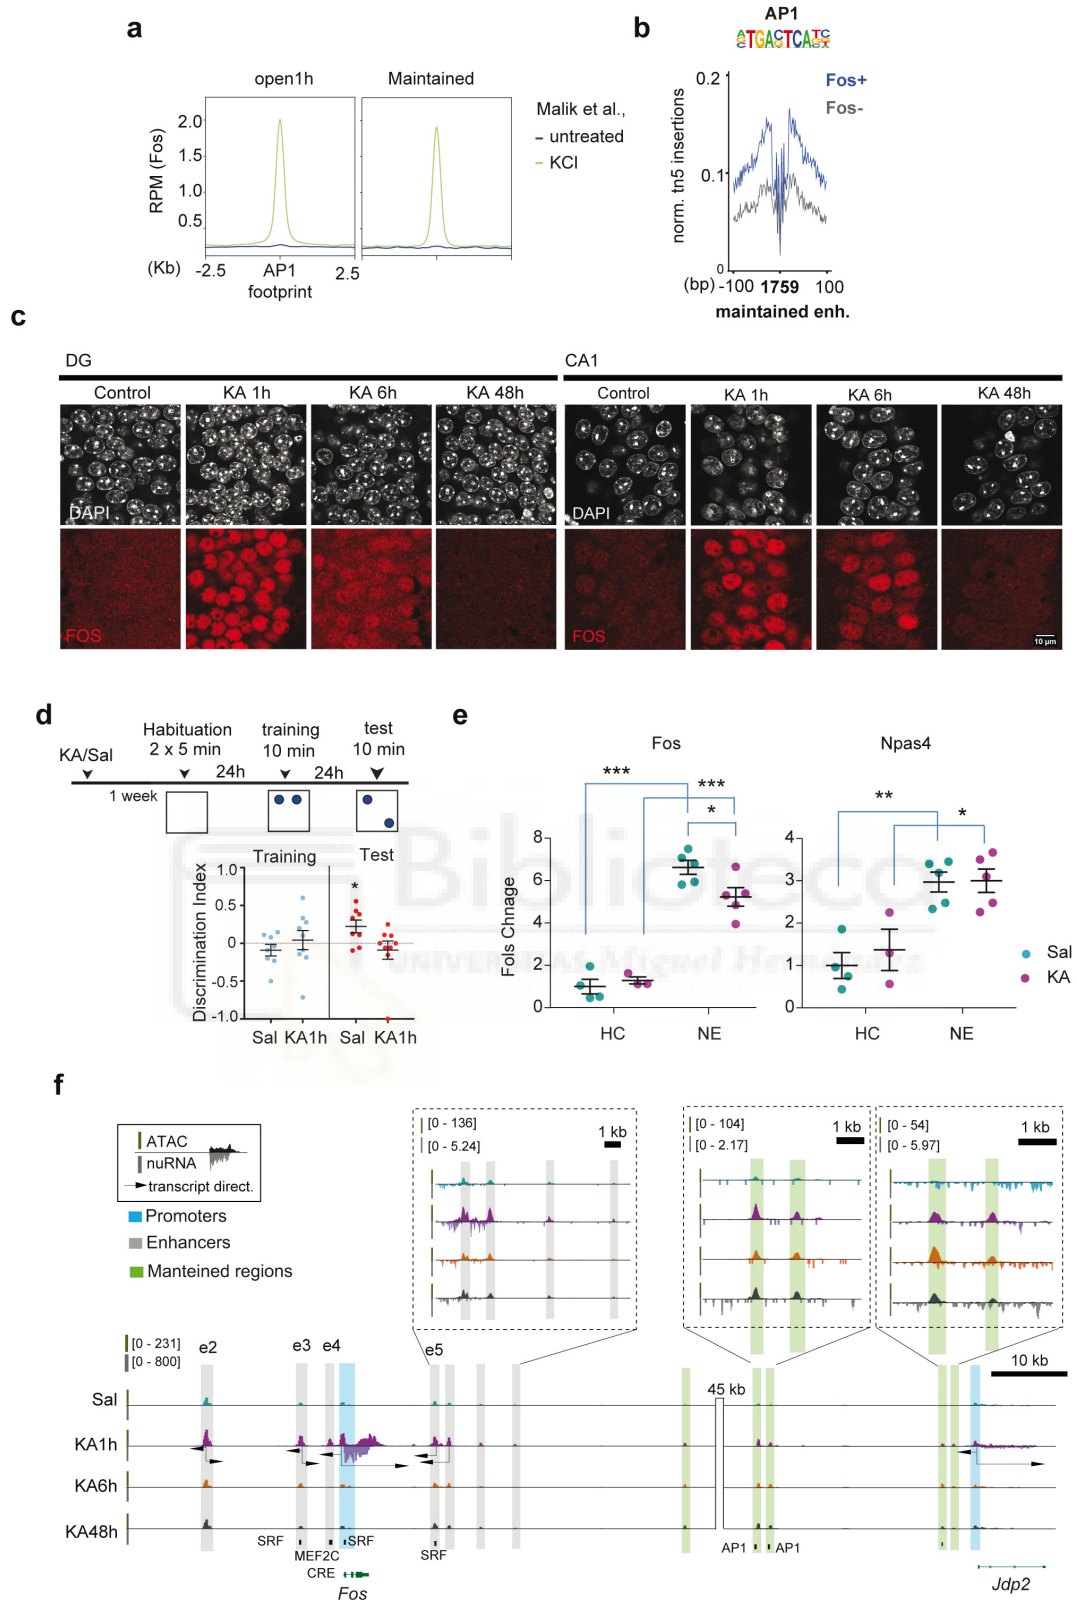 a
open1h
Maintained
RPM (Fos)
2.0
1.5
1.0
0.5
(Kb)
-2.5
AP1
footprint
2.5
Malik et al.,
untreated
KCl
b
AP1
TGA TCA
norm. tn5 insertions
0.2
0.1
0
Fos+
Fos-
(bp)
-100
1759
100
maintained enh.
c
DG
CA1
Control
KA 1h
KA 6h
KA 48h
Control
KA 1h
KA 6h
KA 48h
DAPI
DAPI
FOS
FOS
10 μm
d
KA/Sal
Habituation
2 x 5 min
training
10 min
test
10 min
24h
24h
1 week
Training
Test
Discrimination Index
1.0
0.5
0
-0.5
-1.0
*
Sal
KA1h
Sal
KA1h
e
Fos
Npas4
***
***
*
**
*
Fols Chnage
8
6
4
2
0
4
3
2
1
0
HC
NE
HC
NE
Sal
KA
Biblioteca
UNIVERSITAS Miguel Hernández
f
ATAC
nuRNA
transcript direct.
Promoters
Enhancers
Manteined regions
[0 - 136]
[0 - 5.24]
1 kb
[0 - 104]
[0 - 2.17]
1 kb
[0 - 54]
[0 - 5.97]
1 kb
[0 - 231]
[0 - 800]
e2
e3
e4
e5
45 kb
10 kb
Sal
KA1h
KA6h
KA48h
SRF
MEF2C
CRE
SRF
SRF
AP1
AP1
Fos
Jdp2